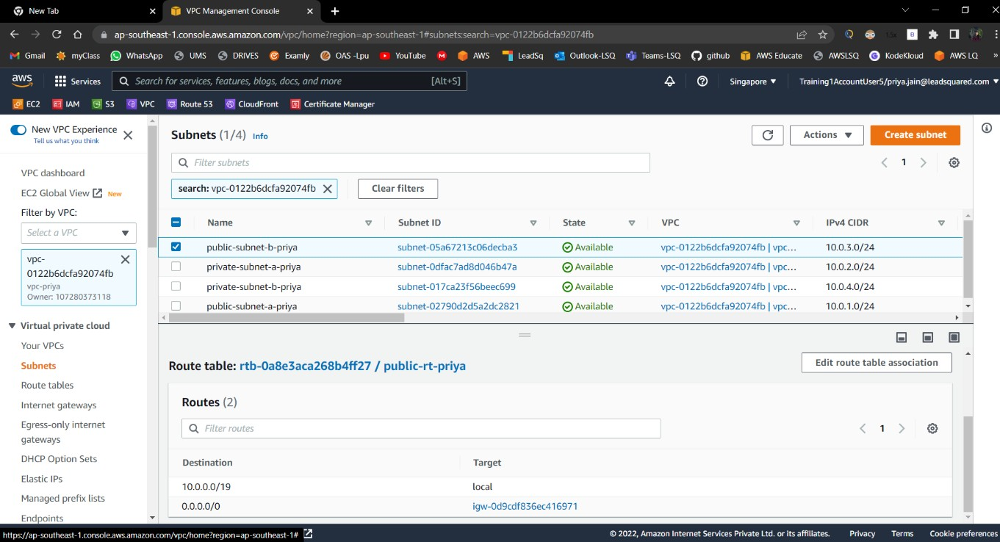 New Tab
VPC Management Console
ap-southeast-1.console.aws.amazon.com/vpc/home?region=ap-southeast-1#subnets:search=vpc-0122b6dcfa92074fb
1.5x
Gmail myClass WhatsApp UMS DRIVES Examly OAS -Lpu YouTube AWS LeadSq Outlook-LSQ Teams-LSQ github AWS Educate AWSLSQ KodeKloud AWS LQ »
aws Services Search for services, features, blogs, docs, and more [Alt+S] Singapore Training1AccountUser5/priya.jain@leadsquared.com
EC2 IAM S3 VPC Route 53 CloudFront Certificate Manager
New VPC Experience
Tell us what you think
VPC dashboard
EC2 Global View New
Filter by VPC:
Select a VPC
vpc-
0122b6dcfa92074fb
vpc-priya
Owner: 107280373118
Virtual private cloud
Your VPCs
Subnets
Route tables
Internet gateways
Egress-only internet
gateways
DHCP Option Sets
Elastic IPs
Managed prefix lists
Endpoints
Subnets (1/4) Info
Actions
Create subnet
Filter subnets
1
search: vpc-0122b6dcfa92074fb
Clear filters
Name Subnet ID State VPC IPv4 CIDR
public-subnet-b-priya subnet-05a67213c06decba3 Available vpc-0122b6dcfa92074fb | vpc... 10.0.3.0/24
private-subnet-a-priya subnet-0dfac7ad8d046b47a Available vpc-0122b6dcfa92074fb | vpc... 10.0.2.0/24
private-subnet-b-priya subnet-017ca23f56beec699 Available vpc-0122b6dcfa92074fb | vpc... 10.0.4.0/24
public-subnet-a-priya subnet-02790d2d5a2dc2821 Available vpc-0122b6dcfa92074fb | vpc... 10.0.1.0/24
Route table: rtb-0a8e3aca268b4ff27 / public-rt-priya
Edit route table association
Routes (2)
Filter routes
1
Destination Target
10.0.0.0/19 local
0.0.0.0/0 igw-0d9cdf836ec416971
https://ap-southeast-1.console.aws.amazon.com/vpc/home?region=ap-southeast-1#
© 2022, Amazon Internet Services Private Ltd. or its affiliates. Privacy Terms Cookie preferences